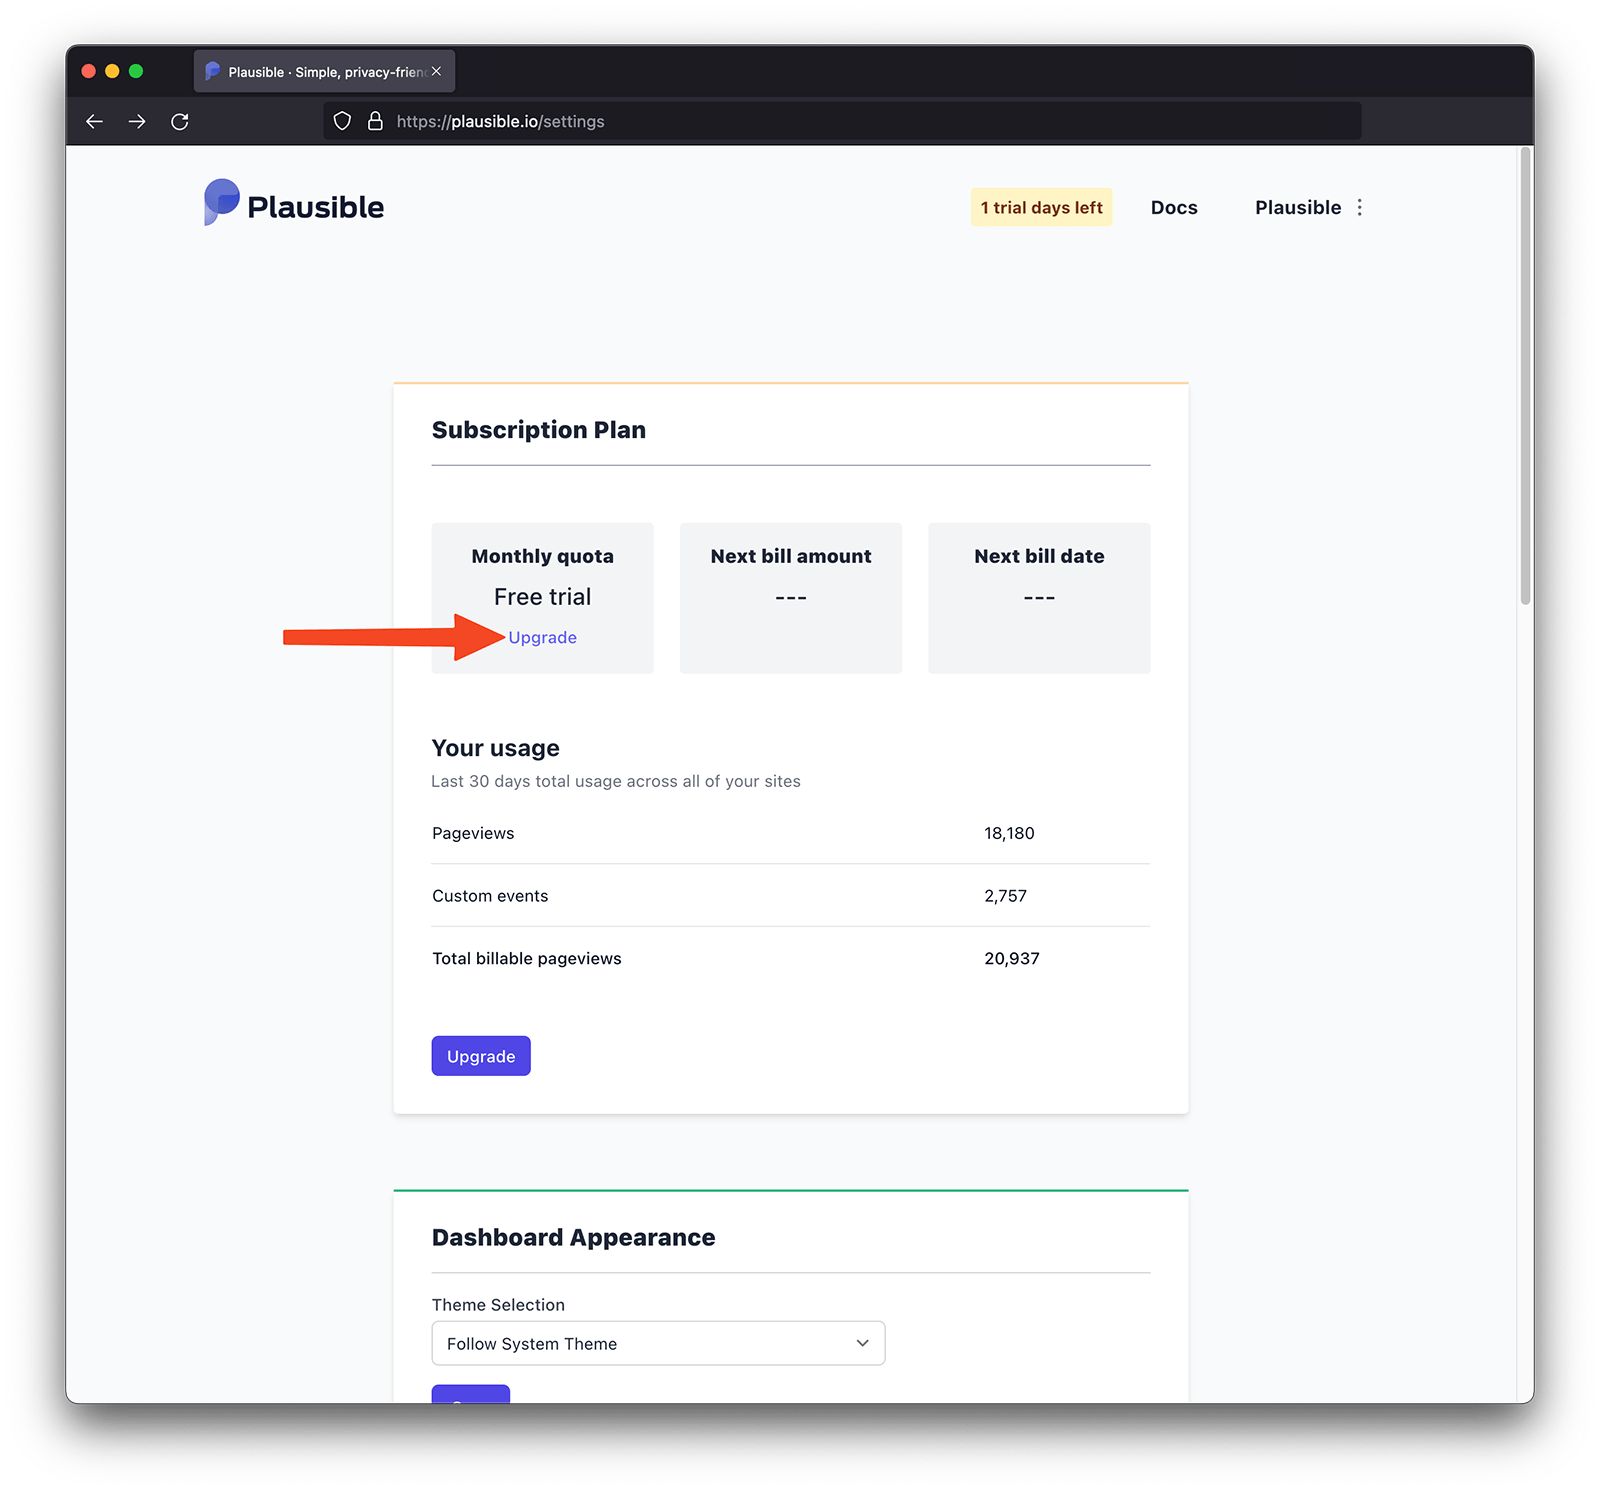 Plausible · Simple, privacy-frien
https://plausible.io/settings
Plausible
1 trial days left
Docs
Plausible
Subscription Plan
Monthly quota
Free trial
Upgrade
Next bill amount
---
Next bill date
---
Your usage
Last 30 days total usage across all of your sites
Pageviews 18,180
Custom events 2,757
Total billable pageviews 20,937
Upgrade
Dashboard Appearance
Theme Selection
Follow System Theme